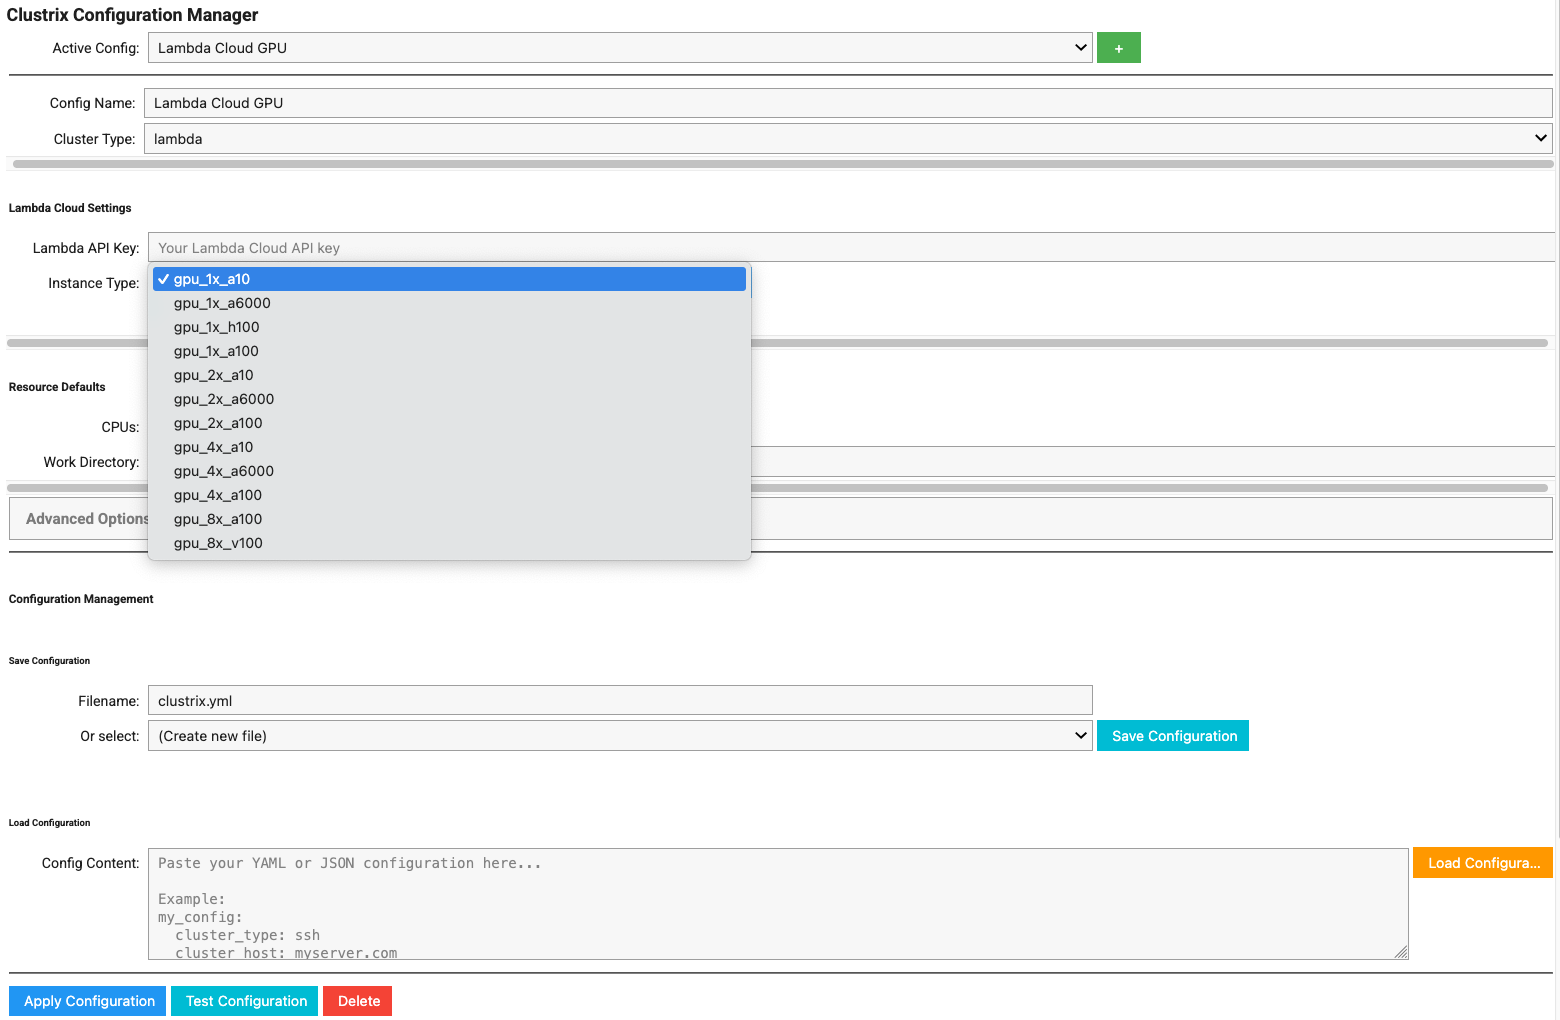 Clustrix Configuration Manager
Active Config: Lambda Cloud GPU +
Config Name: Lambda Cloud GPU
Cluster Type: lambda
Lambda Cloud Settings
Lambda API Key: Your Lambda Cloud API key
Instance Type:
✓ gpu_1x_a10
gpu_1x_a6000
gpu_1x_h100
gpu_1x_a100
gpu_2x_a10
gpu_2x_a6000
gpu_2x_a100
gpu_4x_a10
gpu_4x_a6000
gpu_4x_a100
gpu_8x_a100
gpu_8x_v100
Resource Defaults
CPUs:
Work Directory:
Advanced Options
Configuration Management
Save Configuration
Filename: clustrix.yml
Or select: (Create new file) Save Configuration
Load Configuration
Config Content: Paste your YAML or JSON configuration here... Load Configura...
Example:
my_config:
cluster_type: ssh
cluster_host: myserver.com
Apply Configuration Test Configuration Delete